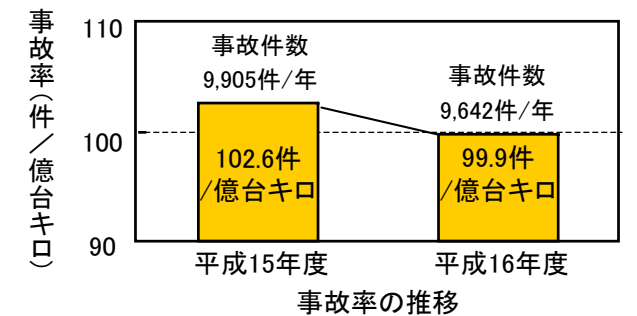 事故率（件／億台キロ）
110
100
90
事故件数
9,905件/年
事故件数
9,642件/年
102.6件
/億台キロ
99.9件
/億台キロ
平成15年度
平成16年度
事故率の推移